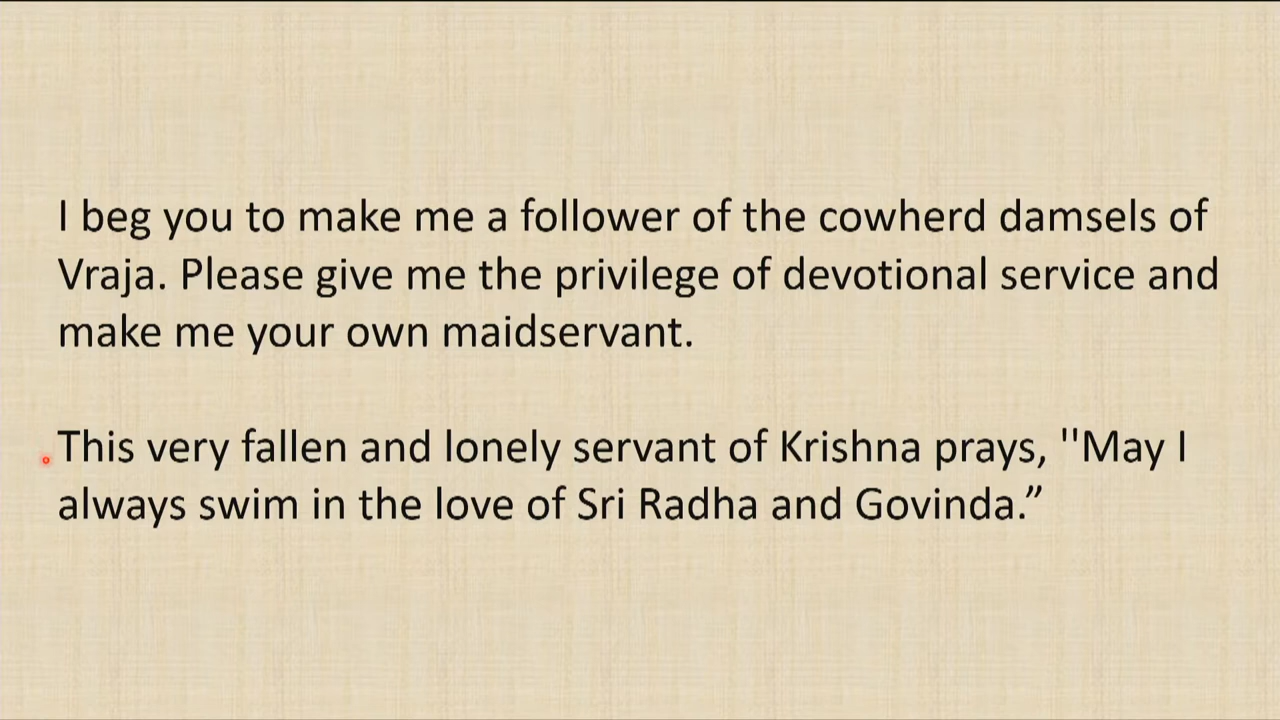 I beg you to make me a follower of the cowherd damsels of
Vraja. Please give me the privilege of devotional service and
make me your own maidservant.
This very fallen and lonely servant of Krishna prays, ''May I
always swim in the love of Sri Radha and Govinda.”